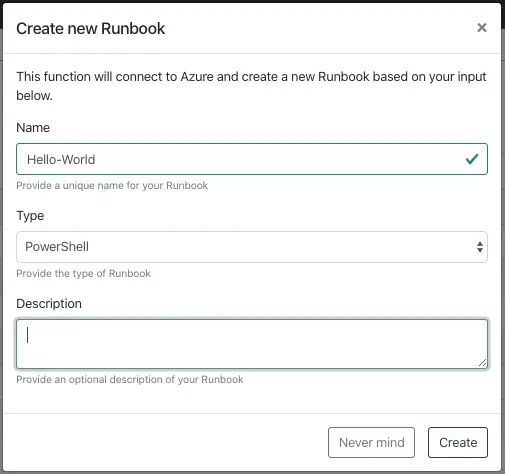 Create new Runbook ×
This function will connect to Azure and create a new Runbook based on your input
below.
Name
Hello-World
Provide a unique name for your Runbook
Type
PowerShell
Provide the type of Runbook
Description
Provide an optional description of your Runbook
Never mind Create